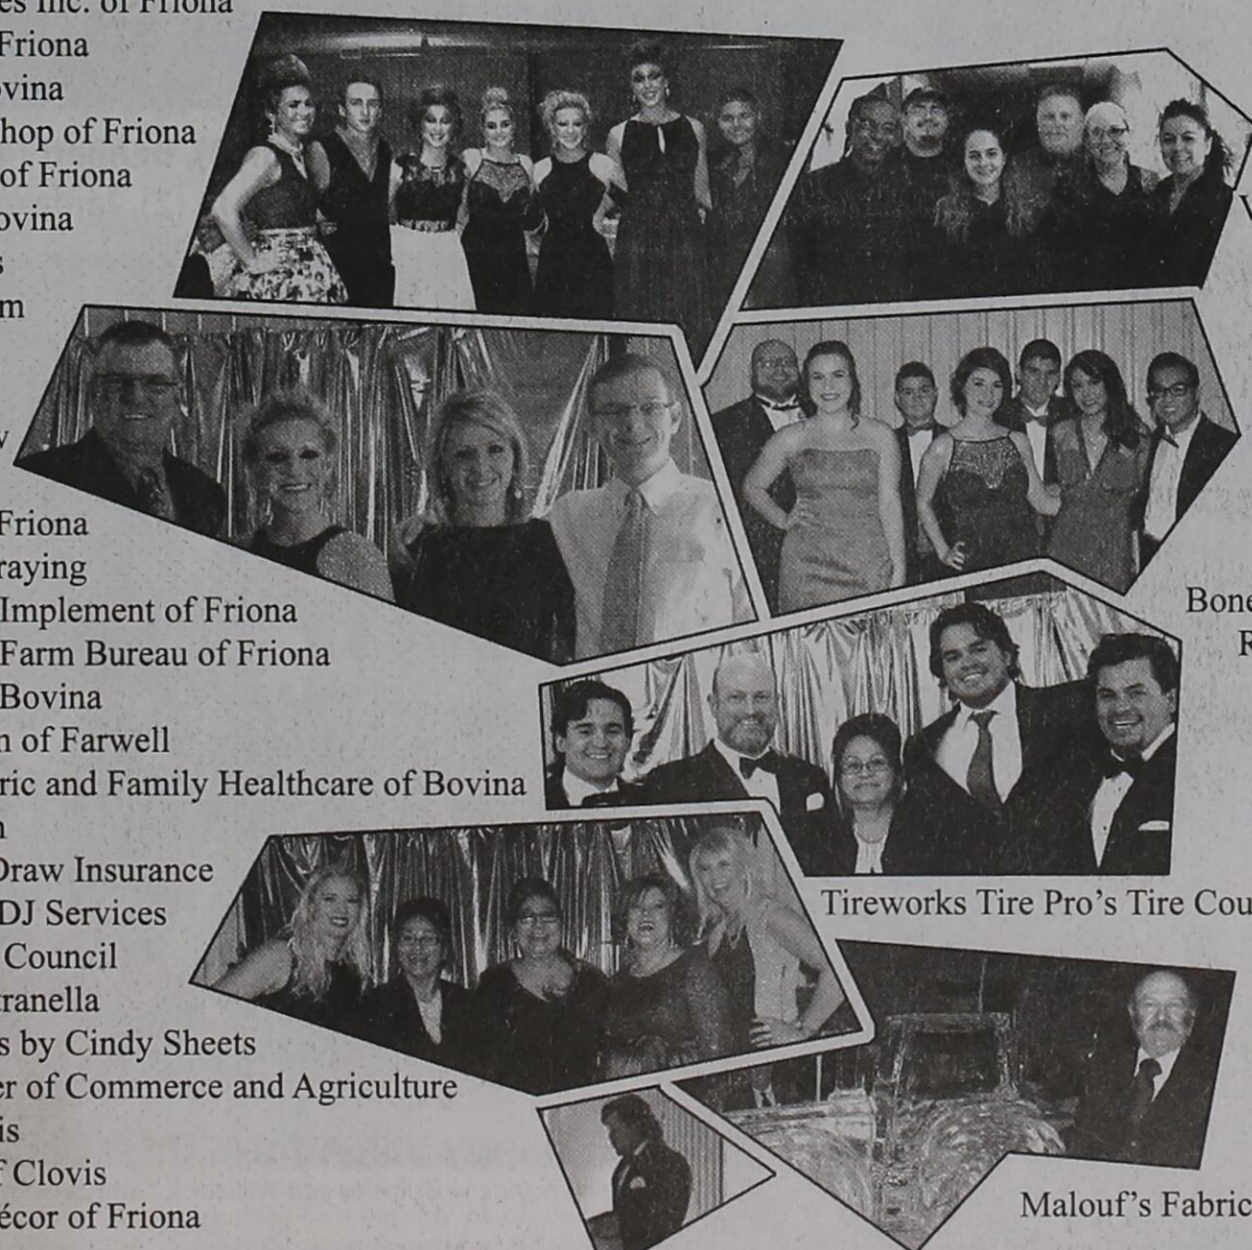 es Inc. of Friona
Friona
ovina
hop of Friona
of Friona
ovina
s
m
Friona
raying
Implement of Friona
Farm Bureau of Friona
Bovina
n of Farwell
ric and Family Healthcare of Bovina
n
Draw Insurance
DJ Services
Council
ranella
s by Cindy Sheets
er of Commerce and Agriculture
is
f Clovis
écor of Friona
Bone
R
Tireworks Tire Pro’s Tire Cou
Malouf’s Fabric